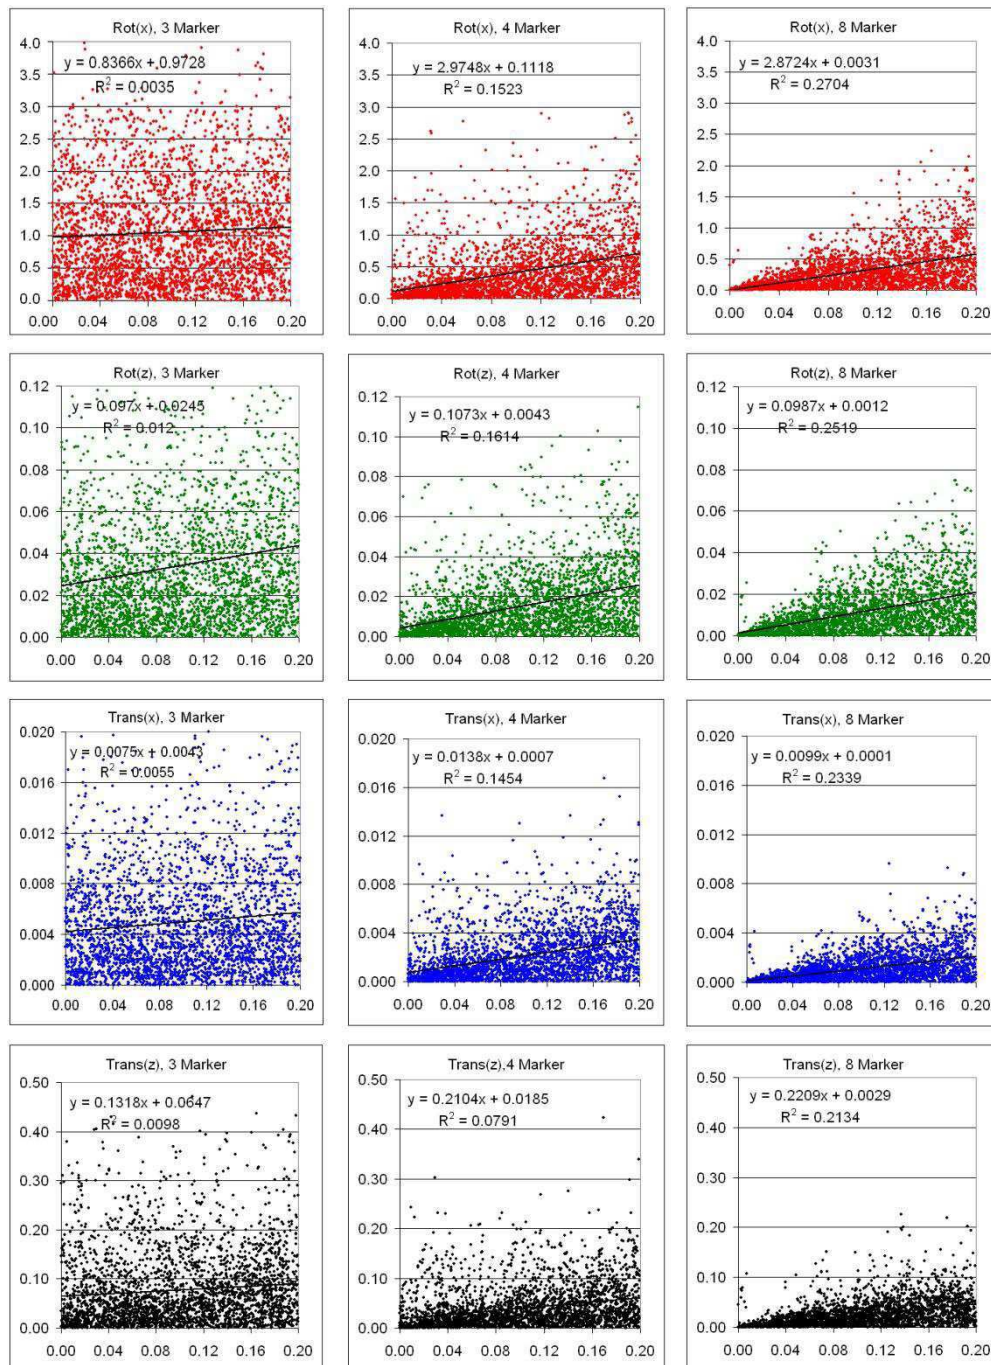 Rot(x), 3 Marker
4.0
y = 0.8366x + 0.9728
3.5
R² = 0.0035
3.0
2.5
2.0
1.5
1.0
0.5
0.0
0.00 0.04 0.08 0.12 0.16 0.20
Rot(x), 4 Marker
4.0
y = 2.9748x + 0.1118
3.5
R² = 0.1523
3.0
2.5
2.0
1.5
1.0
0.5
0.0
0.00 0.04 0.08 0.12 0.16 0.20
Rot(x), 8 Marker
4.0
y = 2.8724x + 0.0031
3.5
R² = 0.2704
3.0
2.5
2.0
1.5
1.0
0.5
0.0
0.00 0.04 0.08 0.12 0.16 0.20
Rot(z), 3 Marker
0.12
y = 0.097x + 0.0245
0.10
R² = 0.012
0.08
0.06
0.04
0.02
0.00
0.00 0.04 0.08 0.12 0.16 0.20
Rot(z), 4 Marker
0.12
y = 0.1073x + 0.0043
0.10
R² = 0.1614
0.08
0.06
0.04
0.02
0.00
0.00 0.04 0.08 0.12 0.16 0.20
Rot(z), 8 Marker
0.12
y = 0.0987x + 0.0012
0.10
R² = 0.2519
0.08
0.06
0.04
0.02
0.00
0.00 0.04 0.08 0.12 0.16 0.20
Trans(x), 3 Marker
0.020
y = 0.0075x + 0.0043
R² = 0.0055
0.016
0.012
0.008
0.004
0.000
0.00 0.04 0.08 0.12 0.16 0.20
Trans(x), 4 Marker
0.020
y = 0.0138x + 0.0007
R² = 0.1454
0.016
0.012
0.008
0.004
0.000
0.00 0.04 0.08 0.12 0.16 0.20
Trans(x), 8 Marker
0.020
y = 0.0099x + 0.0001
R² = 0.2339
0.016
0.012
0.008
0.004
0.000
0.00 0.04 0.08 0.12 0.16 0.20
Trans(z), 3 Marker
0.50
y = 0.1318x + 0.0647
R² = 0.0098
0.40
0.30
0.20
0.10
0.00
0.00 0.04 0.08 0.12 0.16 0.20
Trans(z),4 Marker
0.50
y = 0.2104x + 0.0185
R² = 0.0791
0.40
0.30
0.20
0.10
0.00
0.00 0.04 0.08 0.12 0.16 0.20
Trans(z), 8 Marker
0.50
y = 0.2209x + 0.0029
R² = 0.2134
0.40
0.30
0.20
0.10
0.00
0.00 0.04 0.08 0.12 0.16 0.20